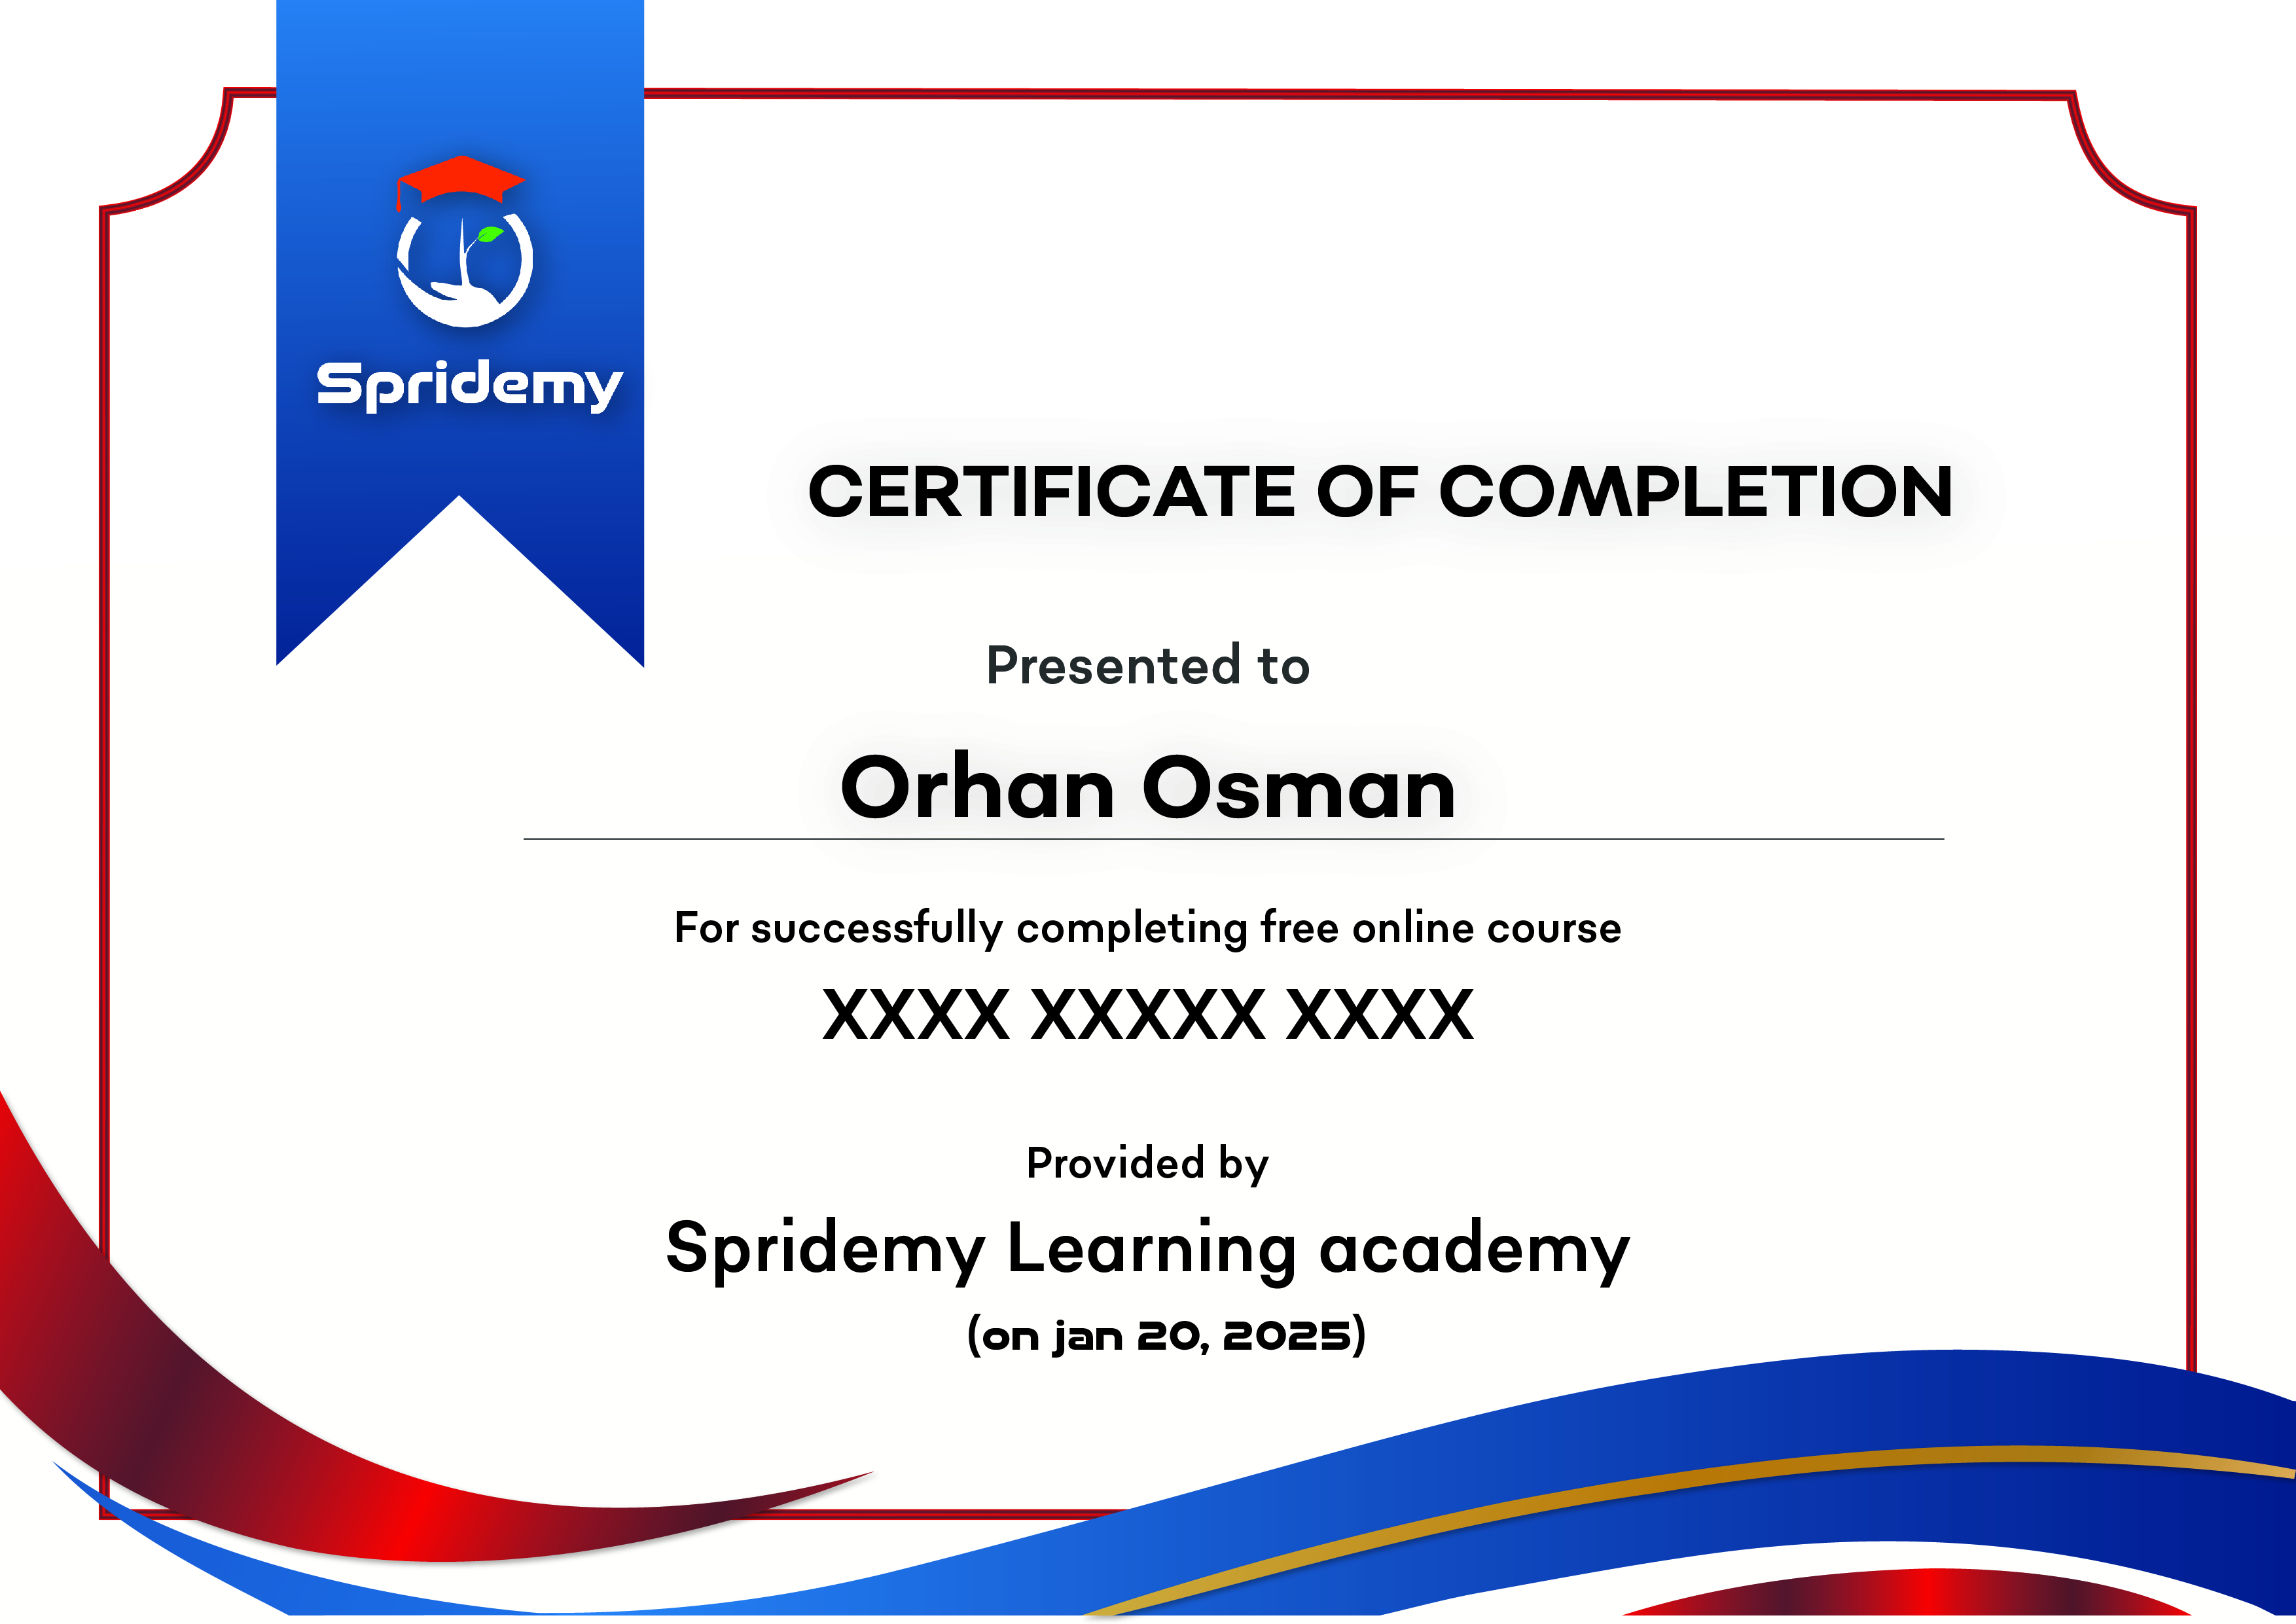 Spridemy
CERTIFICATE OF COMPLETION
Presented to
Orhan Osman
For successfully completing free online course
XXXX XXXXX XXXX
Provided by
Spridemy Learning academy
(on jan 20, 2025)